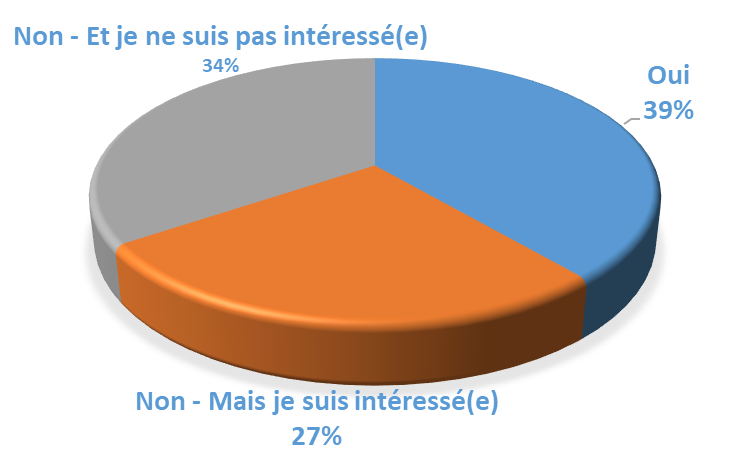 Non - Et je ne suis pas intéressé(e)
34%
Oui
39%
Non - Mais je suis intéressé(e)
27%